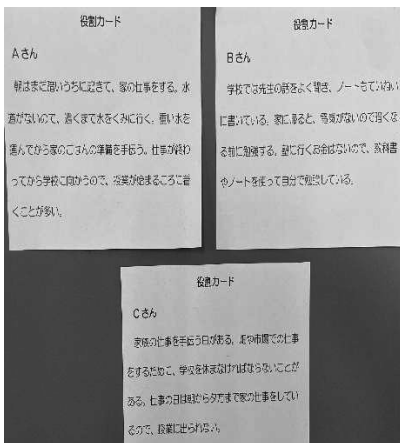 役割カード
Aさん
朝はまだ暗いうちに起きて、家の仕事をする。水
道がないので、遠くまで水をくみに行く。重い水を
運んでから家のごはんの準備を手伝う。仕事が終わ
ってから学校に向かうので、授業が始まるころに着
くことが多い。
役割カード
Bさん
学校では先生の話をよく聞き、ノートもていねい
に書いている。家に帰ると、電気がないので暗くな
る前に勉強する。塾に行くお金はないので、教科書
やノートを使って自分で勉強している。
役割カード
Cさん
家族の仕事を手伝う日がある。畑や市場での仕事
をするために、学校を休まなければならないことが
ある。仕事の日は朝から夕方まで家の仕事をしてい
るので、授業に出られない。